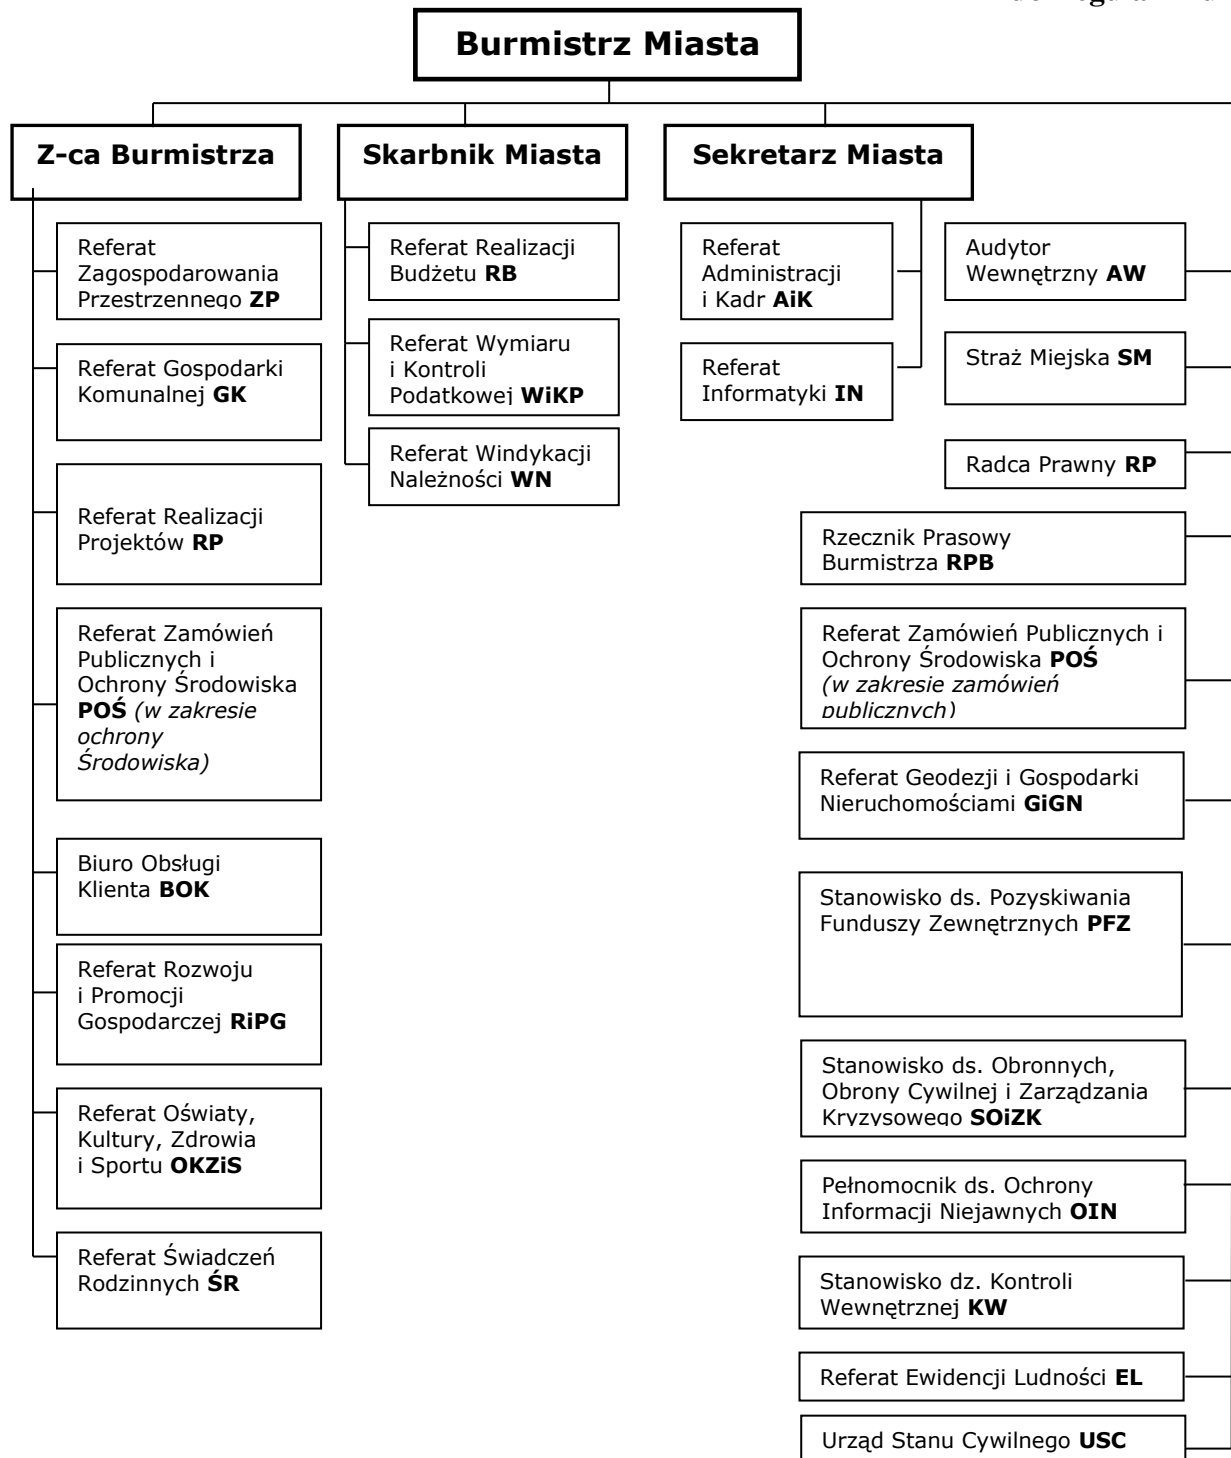 Burmistrz Miasta
Z-ca Burmistrza
Skarbnik Miasta
Sekretarz Miasta
Referat
Zagospodarowania
Przestrzennego ZP
Referat Gospodarki
Komunalnej GK
Referat Realizacji
Projektów RP
Referat Zamówień
Publicznych i
Ochrony Środowiska
POŚ (w zakresie
ochrony
Środowiska)
Biuro Obsługi
Klienta BOK
Referat Rozwoju
i Promocji
Gospodarczej RiPG
Referat Oświaty,
Kultury, Zdrowia
i Sportu OKZiS
Referat Świadczeń
Rodzinnych ŚR
Referat Realizacji
Budżetu RB
Referat Wymiaru
i Kontroli
Podatkowej WiKP
Referat Windykacji
Należności WN
Referat
Administracji
i Kadr AiK
Referat
Informatyki IN
Audytor
Wewnętrzny AW
Straż Miejska SM
Radca Prawny RP
Rzecznik Prasowy
Burmistrza RPB
Referat Zamówień Publicznych i
Ochrony Środowiska POŚ
(w zakresie zamówień
publicznych)
Referat Geodezji i Gospodarki
Nieruchomościami GiGN
Stanowisko ds. Pozyskiwania
Funduszy Zewnętrznych PFZ
Stanowisko ds. Obronnych,
Obrony Cywilnej i Zarządzania
Kryzysowego SOiZK
Pełnomocnik ds. Ochrony
Informacji Niejawnych OIN
Stanowisko dz. Kontroli
Wewnętrznej KW
Referat Ewidencji Ludności EL
Urząd Stanu Cywilnego USC